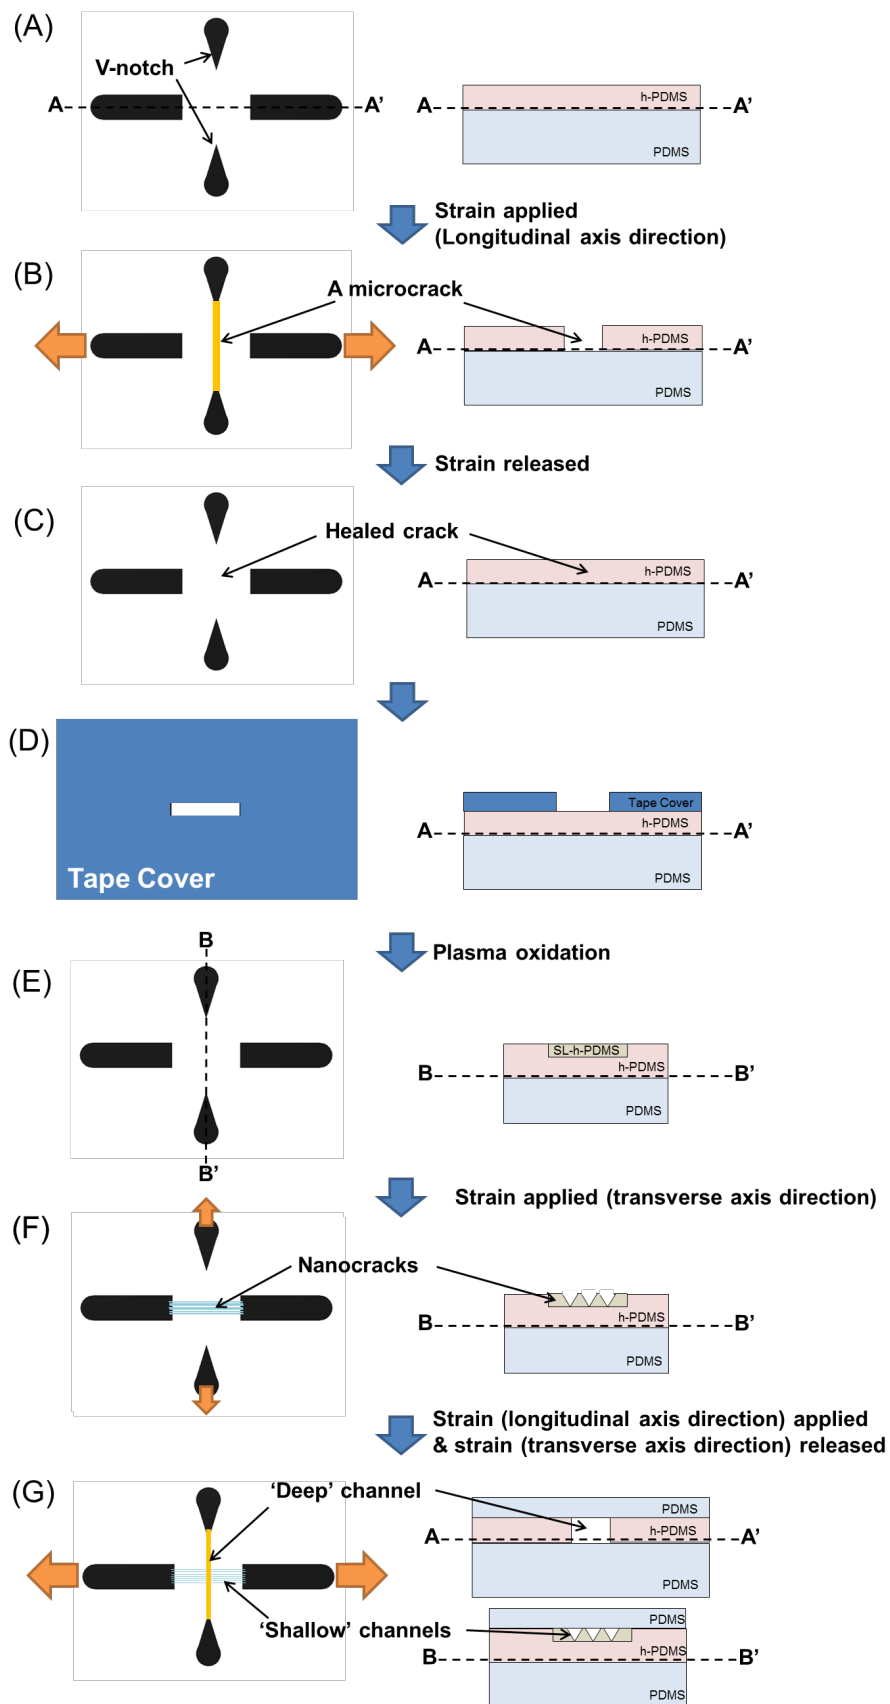 (A)
V-notch
A
A'
A
h-PDMS
A'
PDMS
Strain applied
(Longitudinal axis direction)
(B)
A microcrack
A
h-PDMS
A'
PDMS
Strain released
(C)
Healed crack
A
h-PDMS
A'
PDMS
(D)
Tape Cover
Tape Cover
h-PDMS
A
A'
PDMS
Plasma oxidation
(E)
B
B'
SL-h-PDMS
h-PDMS
B
B'
PDMS
Strain applied (transverse axis direction)
(F)
Nanocracks
h-PDMS
B
B'
PDMS
Strain (longitudinal axis direction) applied
& strain (transverse axis direction) released
(G)
'Deep' channel
'Shallow' channels
PDMS
A
h-PDMS
A'
PDMS
PDMS
h-PDMS
B
B'
PDMS